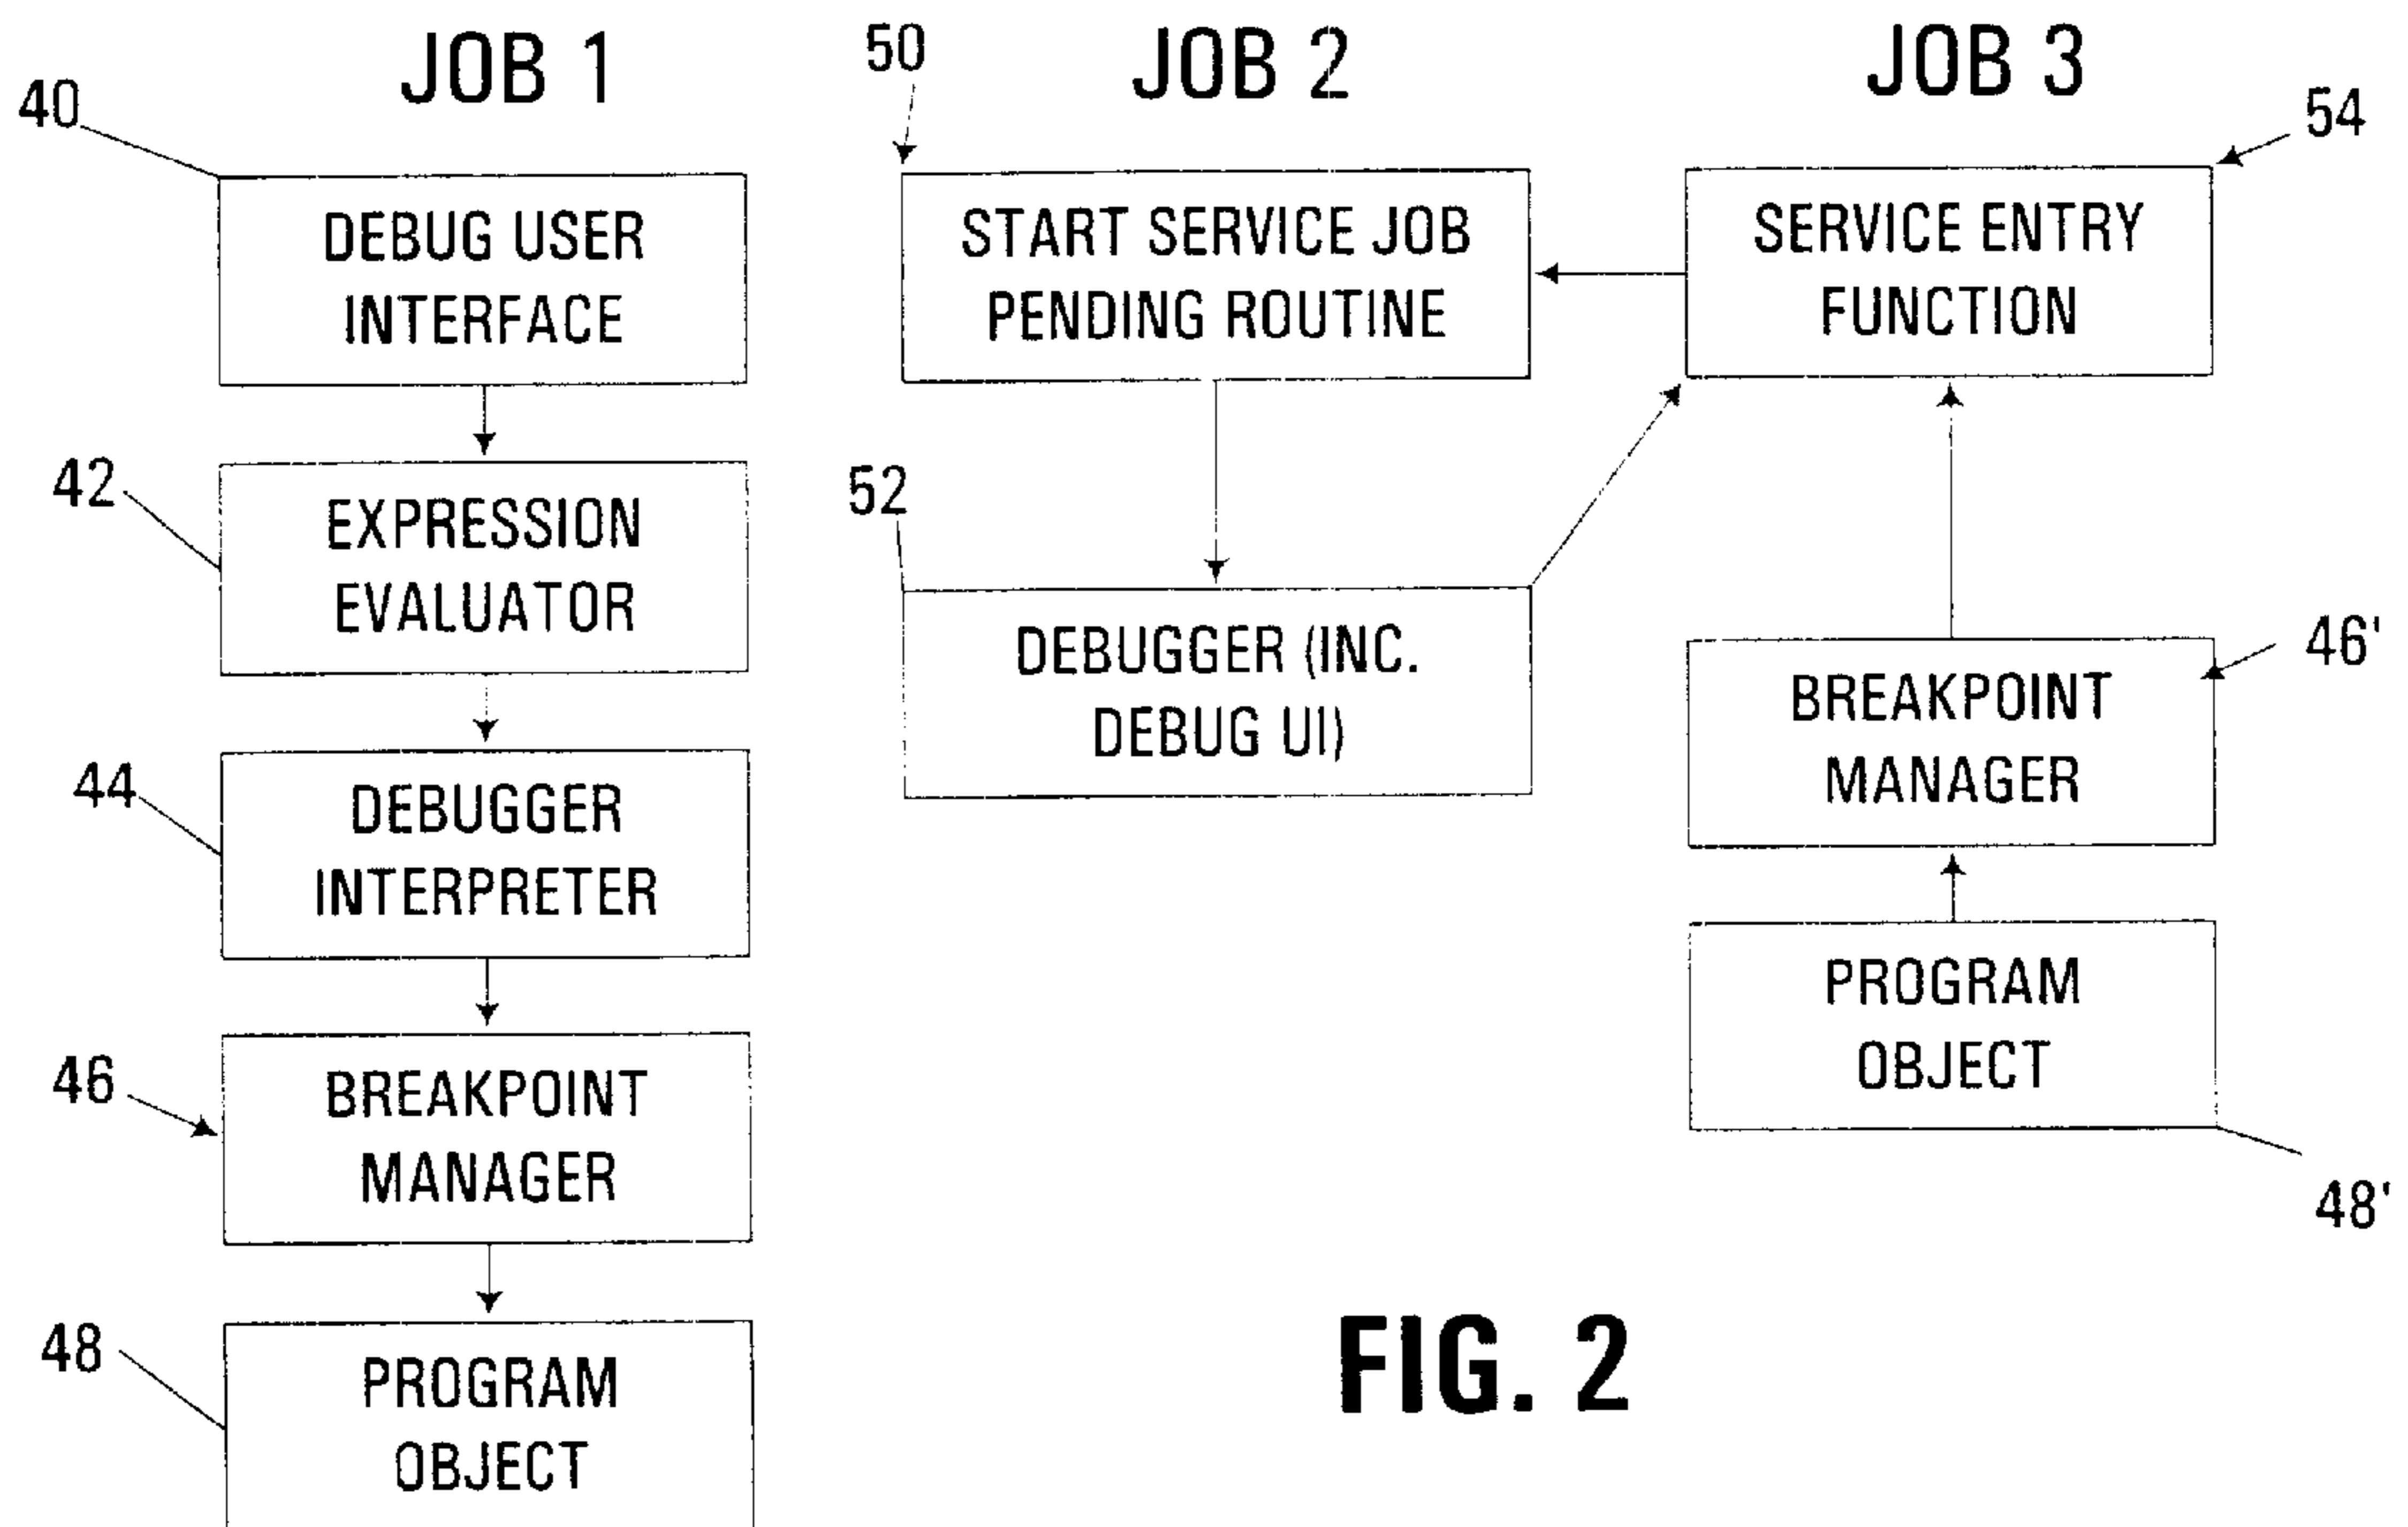 JOB 1
40
DEBUG USER
INTERFACE
42
EXPRESSION
EVALUATOR
44
DEBUGGER
INTERPRETER
46
BREAKPOINT
MANAGER
48
PROGRAM
OBJECT
JOB 2
50
START SERVICE JOB
PENDING ROUTINE
52
DEBUGGER (INC.
DEBUG UI)
JOB 3
54
SERVICE ENTRY
FUNCTION
46'
BREAKPOINT
MANAGER
PROGRAM
OBJECT
48'
FIG. 2